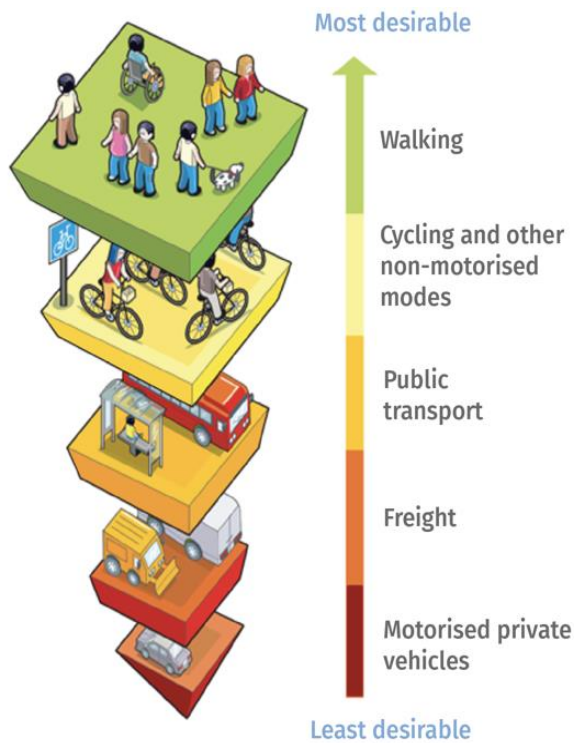 Most desirable
Walking
Cycling and other
non-motorised
modes
Public
transport
Freight
Motorised private
vehicles
Least desirable